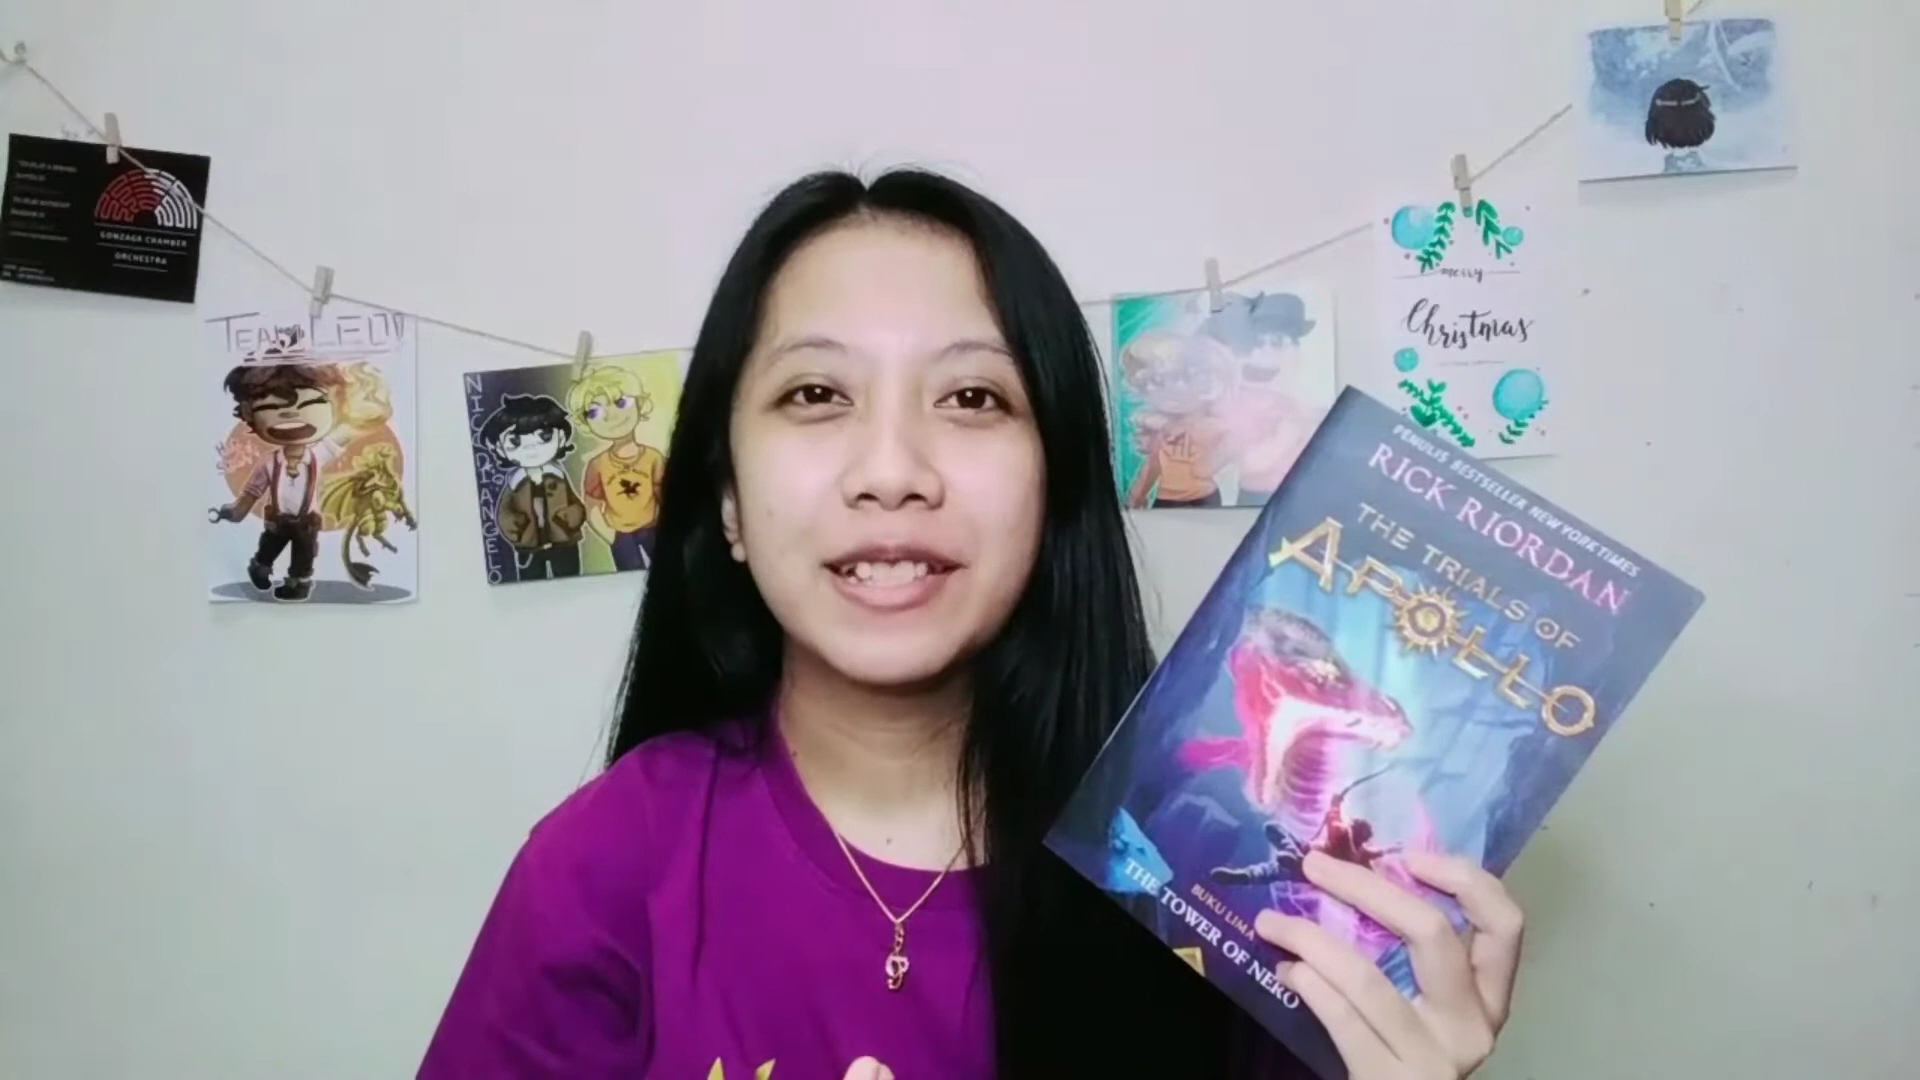 GONZAGA CHAMBER
ORCHESTRA
TEAM LEO!!
NICO DI ANGELO
merry
Christmas
PENULIS BESTSELLER NEW YORK TIMES
RICK RIORDAN
THE TRIALS OF
APOLLO
BUKU LIMA
THE TOWER OF NERO